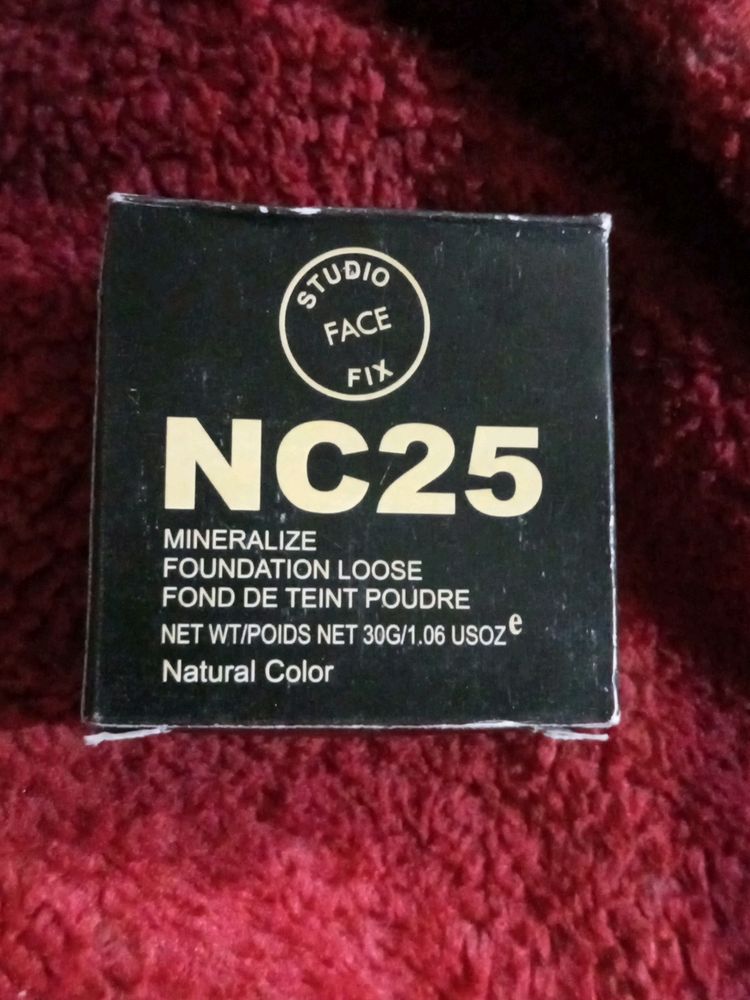 STUDIO
FACE
FIX
NC25
MINERALIZE
FOUNDATION LOOSE
FOND DE TEINT POUDRE
NET WT/POIDS NET 30G/1.06 USOZ e
Natural Color